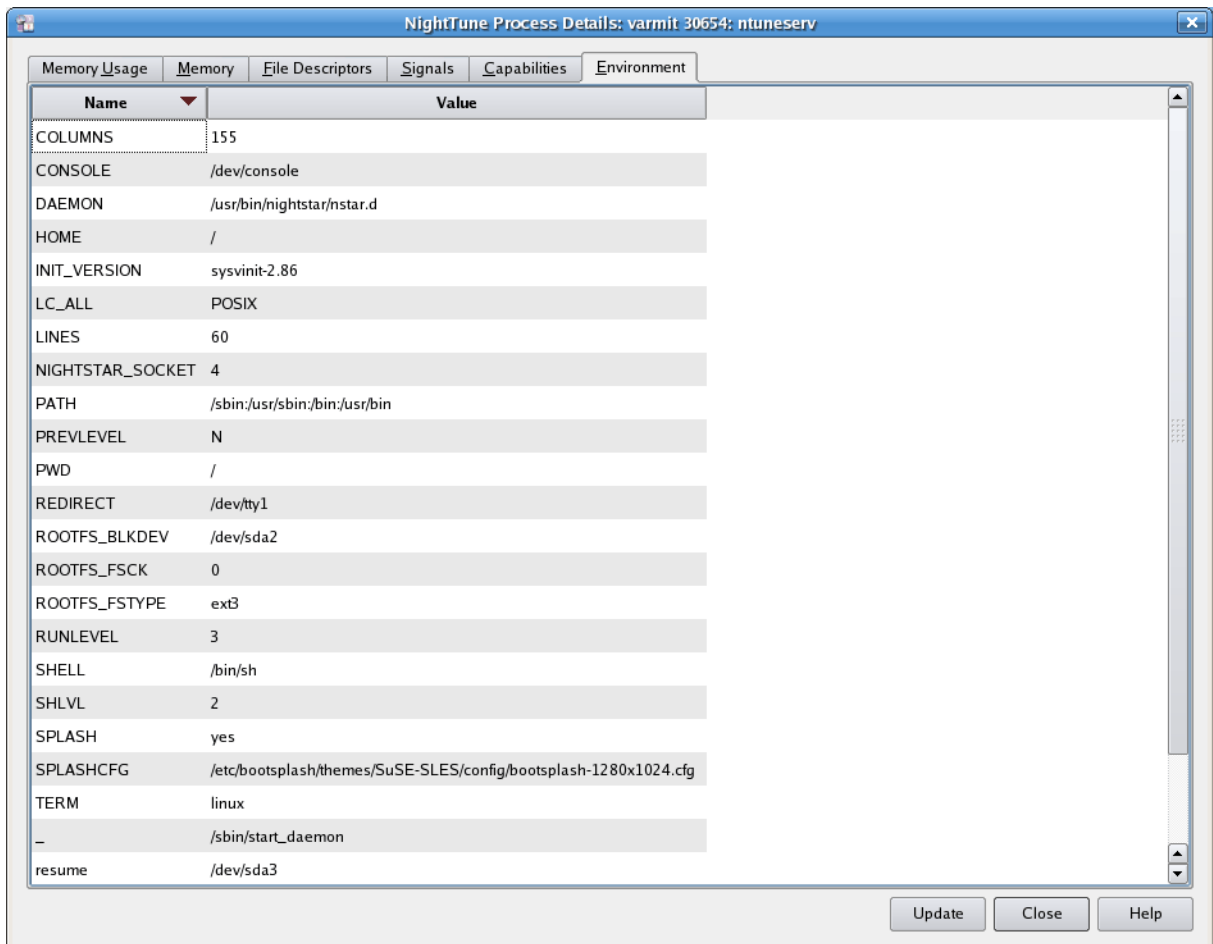 NightTune Process Details: varmit 30654: ntuneserv
Memory Usage Memory File Descriptors Signals Capabilities Environment
Name Value
COLUMNS 155
CONSOLE /dev/console
DAEMON /usr/bin/nightstar/nstar.d
HOME /
INIT_VERSION sysvinit-2.86
LC_ALL POSIX
LINES 60
NIGHTSTAR_SOCKET 4
PATH /sbin:/usr/sbin:/bin:/usr/bin
PREVLEVEL N
PWD /
REDIRECT /dev/tty1
ROOTFS_BLKDEV /dev/sda2
ROOTFS_FSCK 0
ROOTFS_FSTYPE ext3
RUNLEVEL 3
SHELL /bin/sh
SHLVL 2
SPLASH yes
SPLASHCFG /etc/bootsplash/themes/SuSE-SLES/config/bootsplash-1280x1024.cfg
TERM linux
_ /sbin/start_daemon
resume /dev/sda3
Update Close Help